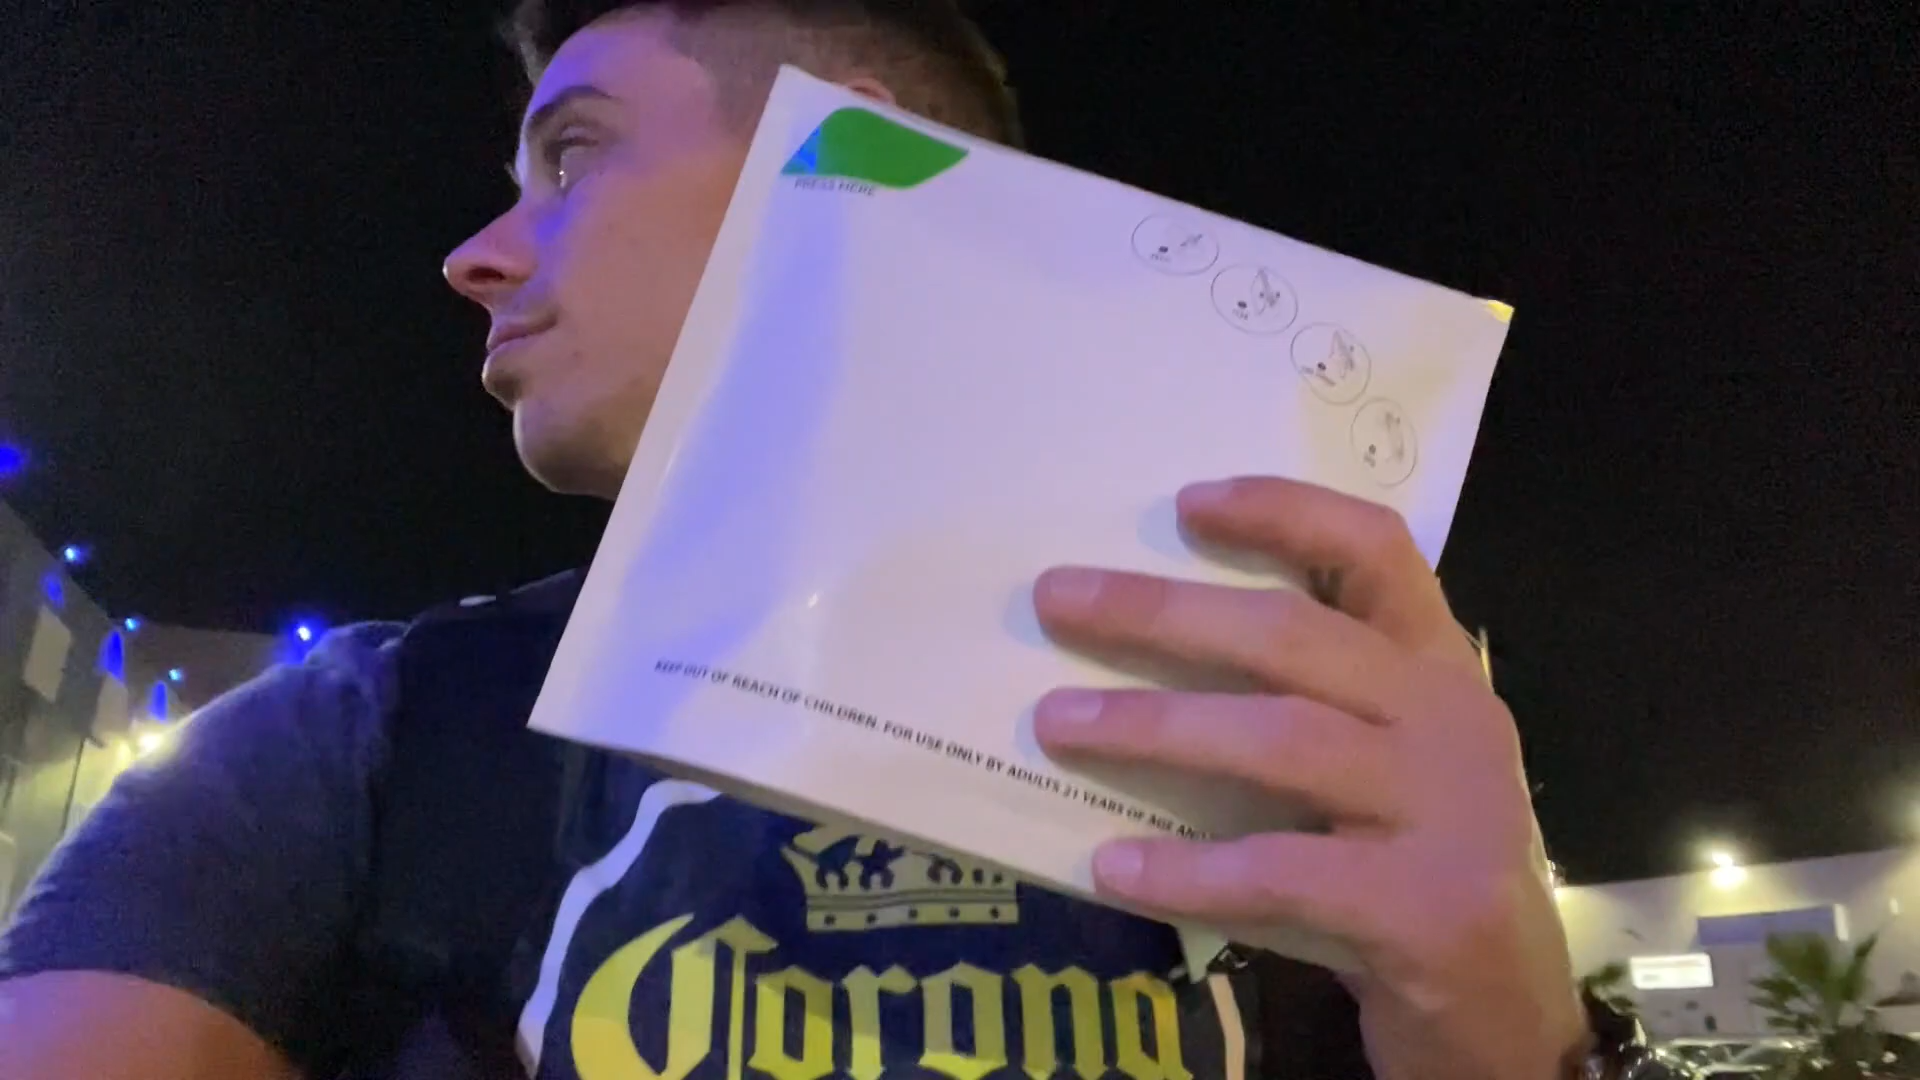 PRESS HERE
KEEP OUT OF REACH OF CHILDREN. FOR USE ONLY BY ADULTS 21 YEARS OF AGE AND
Corona